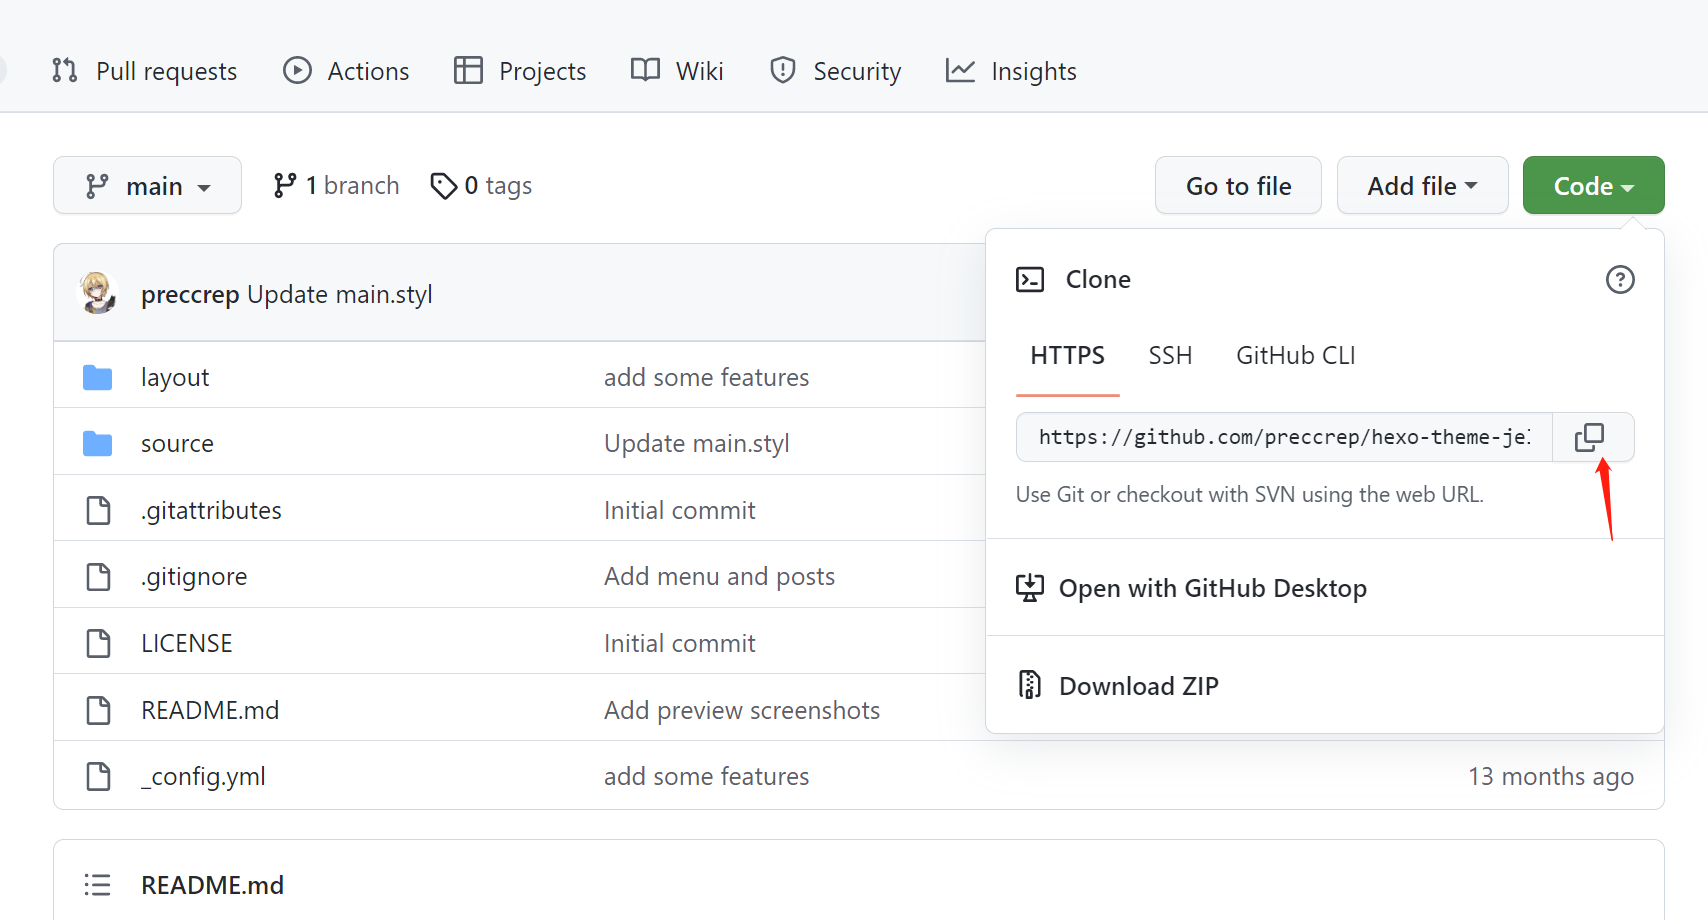 Pull requests Actions Projects Wiki Security Insights
main 1 branch 0 tags Go to file Add file Code
preccrep Update main.styl
Clone
HTTPS SSH GitHub CLI
https://github.com/preccrep/hexo-theme-je
Use Git or checkout with SVN using the web URL.
Open with GitHub Desktop
Download ZIP
layout add some features
source Update main.styl
.gitattributes Initial commit
.gitignore Add menu and posts
LICENSE Initial commit
README.md Add preview screenshots
_config.yml add some features 13 months ago
README.md